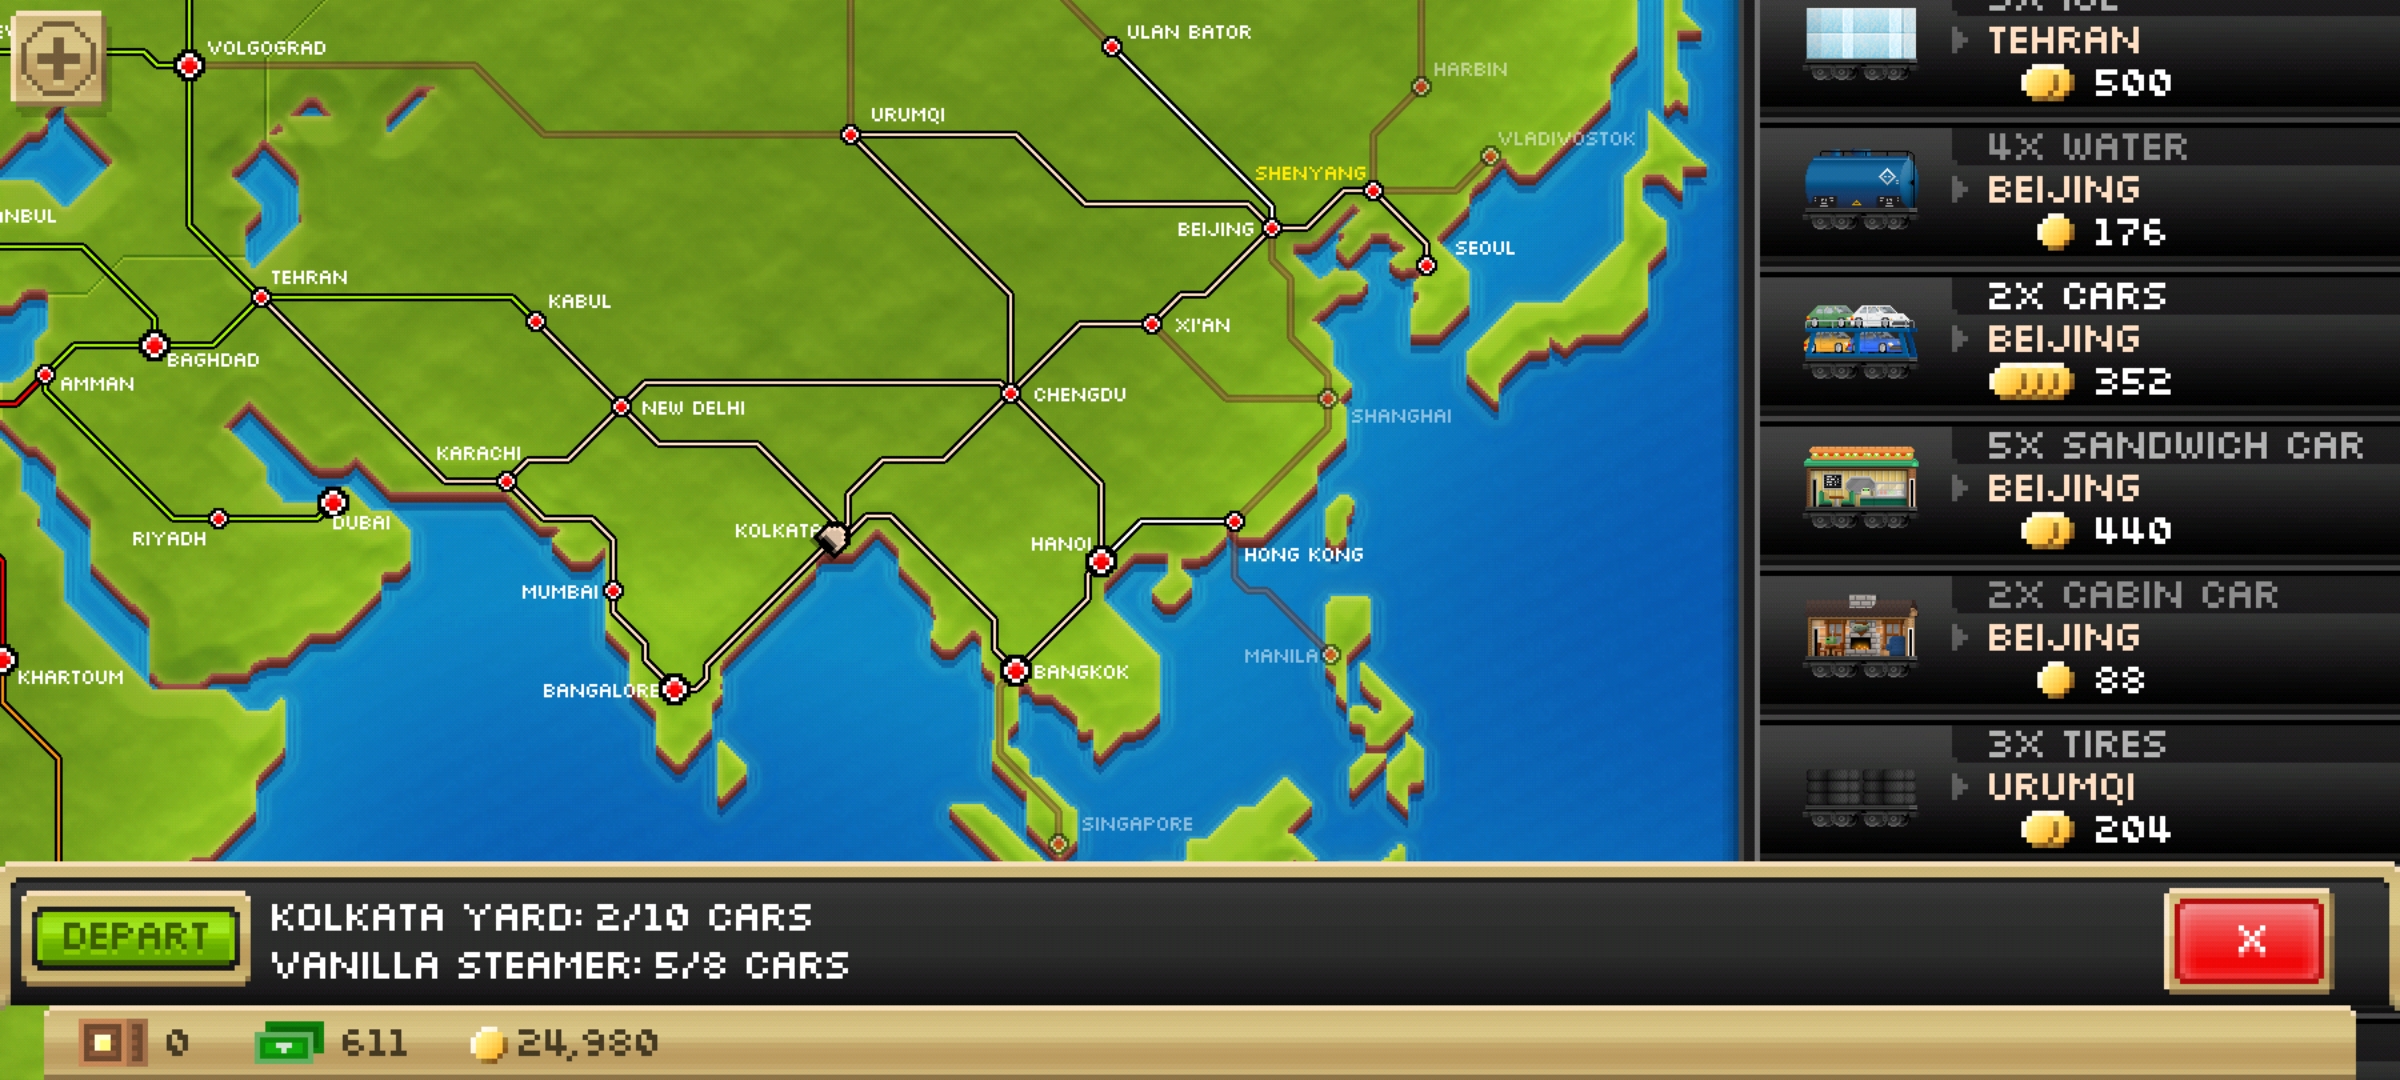 VOLGOGRAD
ULAN BATOR
HARBIN
URUMQI
VLADIVOSTOK
SHENYANG
NBUL
BEIJING
SEOUL
TEHRAN
KABUL
XI'AN
BAGHDAD
AMMAN
NEW DELHI
CHENGDU
SHANGHAI
KARACHI
DUBAI
RIYADH
KOLKATA
HANOI
HONG KONG
MUMBAI
MANILA
KHARTOUM
BANGALORE
BANGKOK
SINGAPORE
TEHRAN
500
4X WATER
BEIJING
176
2X CARS
BEIJING
352
5X SANDWICH CAR
BEIJING
440
2X CABIN CAR
BEIJING
88
3X TIRES
URUMQI
204
DEPART
KOLKATA YARD: 2/10 CARS
VANILLA STEAMER: 5/8 CARS
X
0
611
24,980